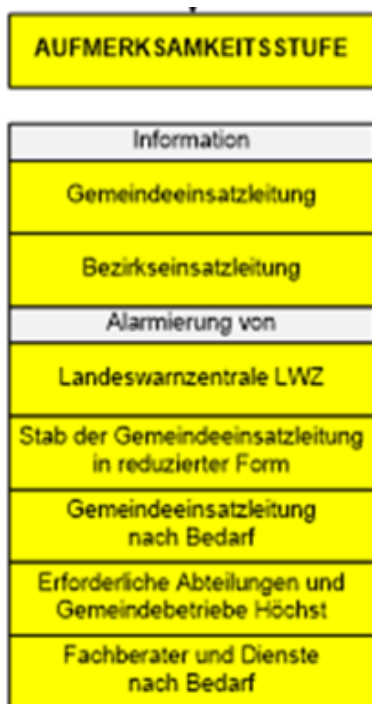 AUFMERKSAMKEITSSTUFE
Information
Gemeindeeinsatzleitung
Bezirkseinsatzleitung
Alarmierung von
Landeswarnzentrale LWZ
Stab der Gemeindeeinsatzleitung
in reduzierter Form
Gemeindeeinsatzleitung
nach Bedarf
Erforderliche Abteilungen und
Gemeindebetriebe Höchst
Fachberater und Dienste
nach Bedarf